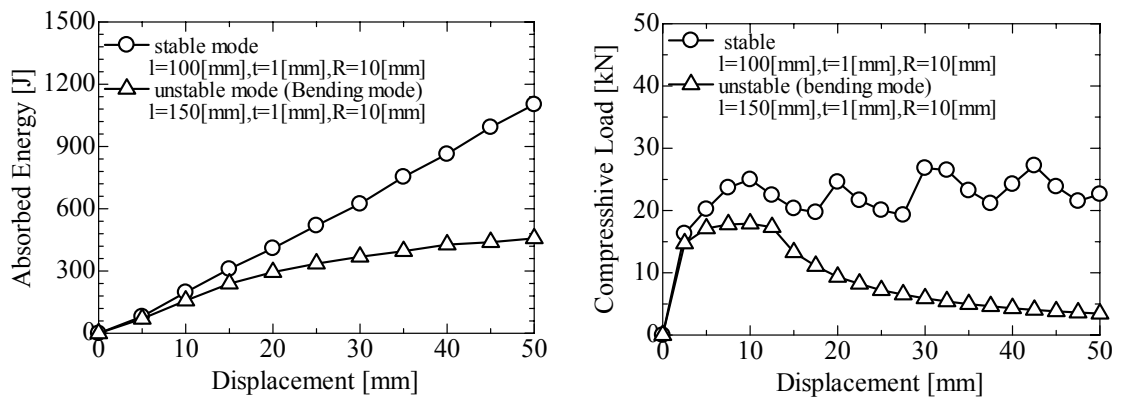 1500
1200
900
600
300
0
Absorbed Energy [J]
stable mode
l=100[mm],t=1[mm],R=10[mm]
unstable mode (Bending mode)
l=150[mm],t=1[mm],R=10[mm]
0 10 20 30 40 50
Displacement [mm]
50
40
30
20
10
0
Compresshive Load [kN]
stable
l=100[mm],t=1[mm],R=10[mm]
unstable (bending mode)
l=150[mm],t=1[mm],R=10[mm]
0 10 20 30 40 50
Displacement [mm]